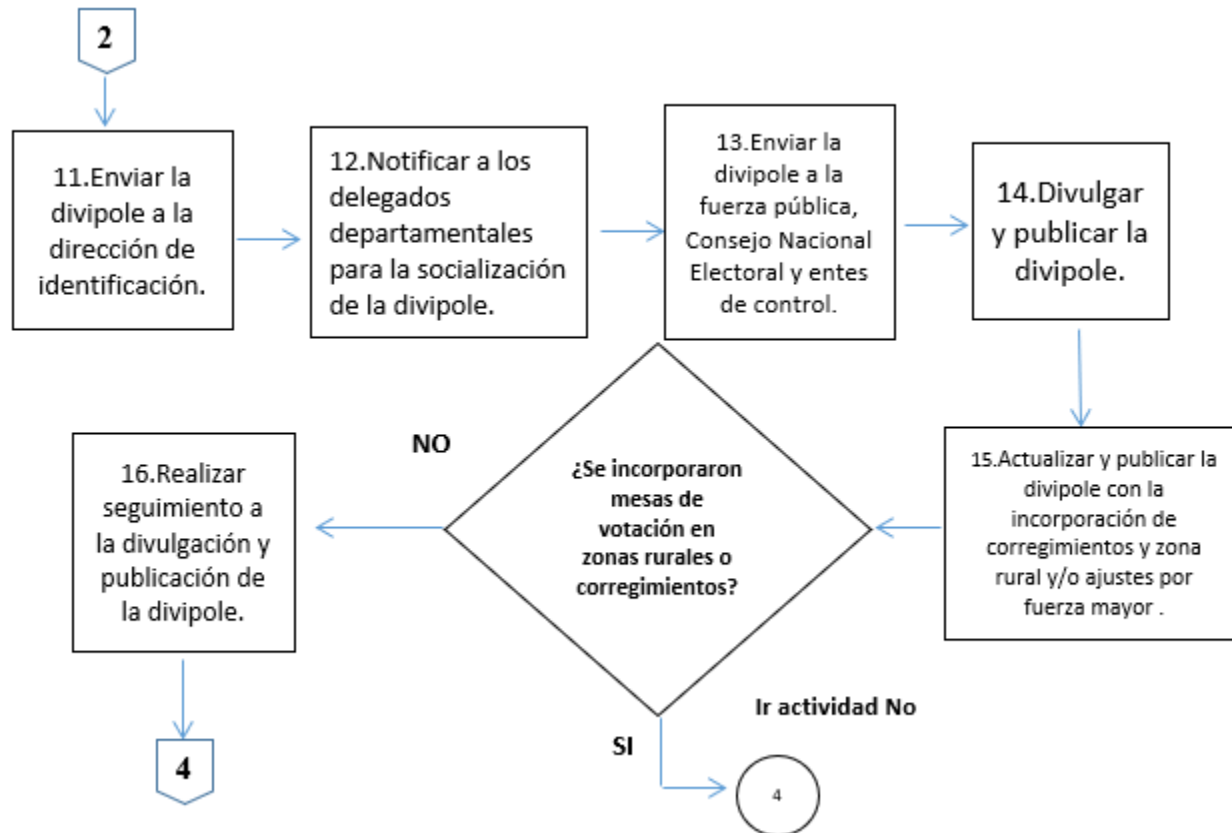 2
11.Enviar la
divipole a la
dirección de
identificación.
12.Notificar a los
delegados
departamentales
para la socialización
de la divipole.
13.Enviar la
divipole a la
fuerza pública,
Consejo Nacional
Electoral y entes
de control.
14.Divulgar
y publicar la
divipole.
15.Actualizar y publicar la
divipole con la
incorporación de
corregimientos y zona
rural y/o ajustes por
fuerza mayor .
¿Se incorporaron
mesas de
votación en
zonas rurales o
corregimientos?
NO
16.Realizar
seguimiento a
la divulgación y
publicación de
la divipole.
4
SI
Ir actividad No
4